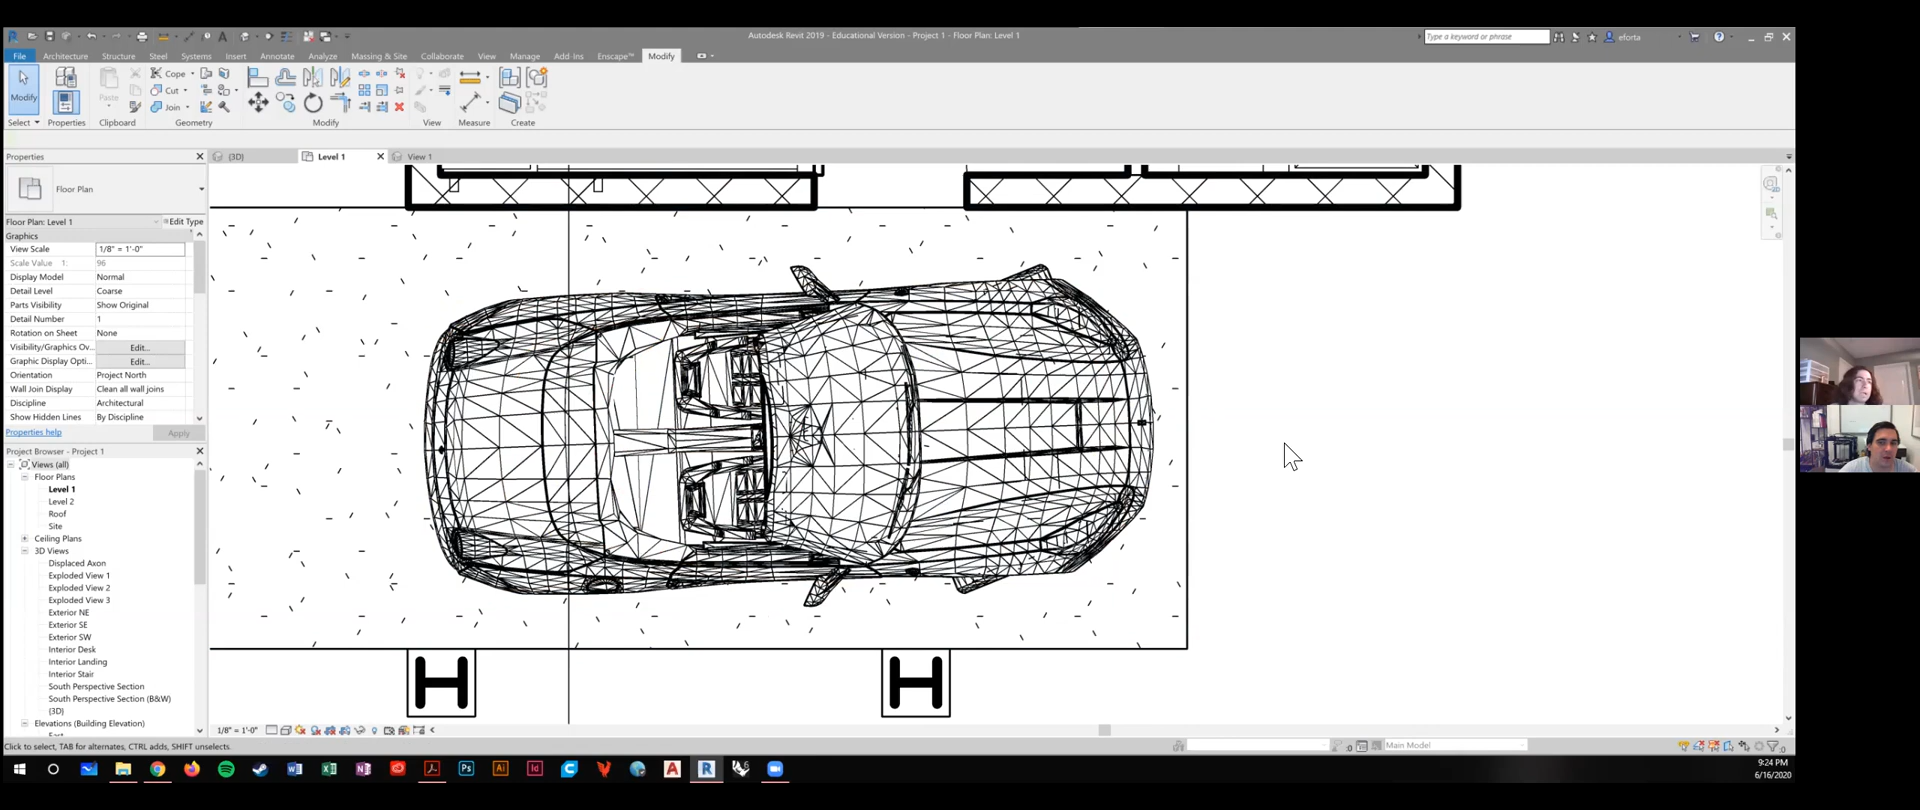 Autodesk Revit 2019 - Educational Version - Project 1 - Floor Plan: Level 1
Type a keyword or phrase
eforta
File Architecture Structure Steel Systems Insert Annotate Analyze Massing & Site Collaborate View Manage Add-Ins Enscape™ Modify
Modify
Paste
Cope
Cut
Join
Select Properties Clipboard Geometry Modify View Measure Create
Properties
{3D} Level 1 View 1
Floor Plan
Floor Plan: Level 1 Edit Type
Graphics
View Scale 1/8" = 1'-0"
Scale Value 1: 96
Display Model Normal
Detail Level Coarse
Parts Visibility Show Original
Detail Number 1
Rotation on Sheet None
Visibility/Graphics Ov... Edit...
Graphic Display Opti... Edit...
Orientation Project North
Wall Join Display Clean all wall joins
Discipline Architectural
Show Hidden Lines By Discipline
Properties help Apply
Project Browser - Project 1
Views (all)
Floor Plans
Level 1
Level 2
Roof
Site
Ceiling Plans
3D Views
Displaced Axon
Exploded View 1
Exploded View 2
Exploded View 3
Exterior NE
Exterior SE
Exterior SW
Interior Desk
Interior Landing
Interior Stair
South Perspective Section
South Perspective Section (B&W)
{3D}
Elevations (Building Elevation)
East
1/8" = 1'-0"
Click to select, TAB for alternates, CTRL adds, SHIFT unselects.
:0 Main Model :0
9:24 PM
6/16/2020